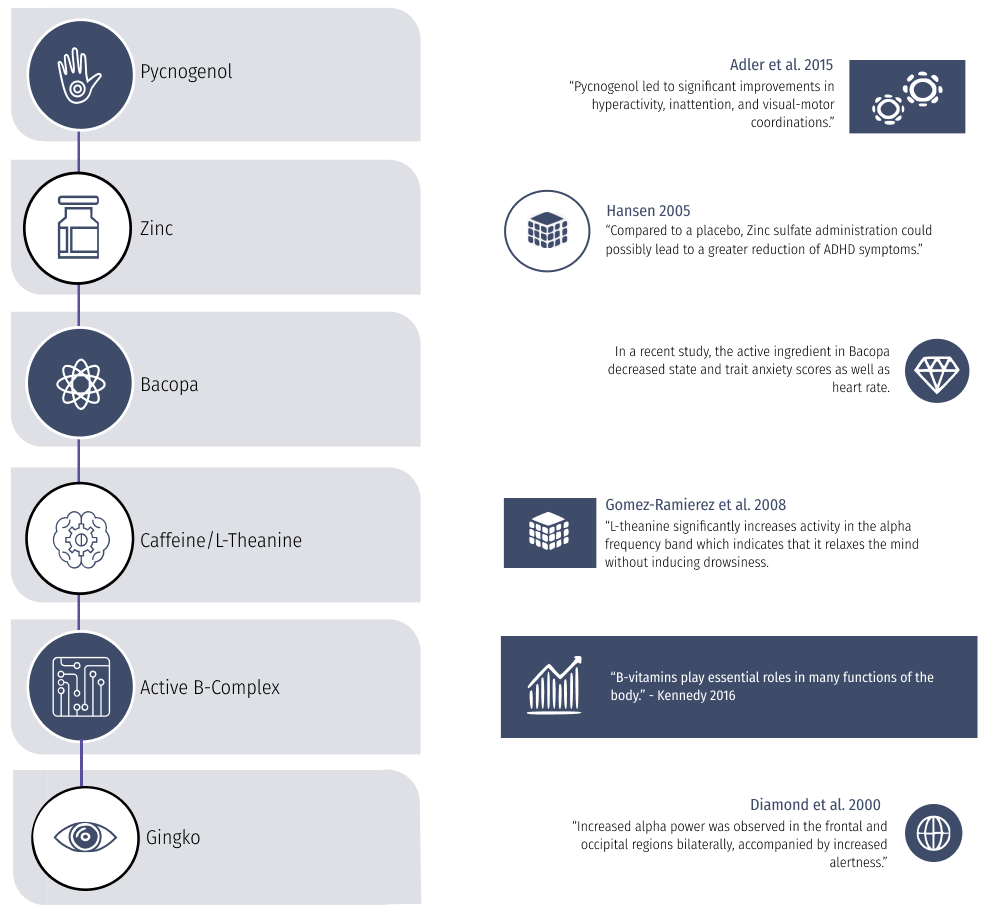 Pycnogenol
Adler et al. 2015
“Pycnogenol led to significant improvements in
hyperactivity, inattention, and visual-motor
coordinations.”
Zinc
Hansen 2005
“Compared to a placebo, Zinc sulfate administration could
possibly lead to a greater reduction of ADHD symptoms.”
Bacopa
In a recent study, the active ingredient in Bacopa
decreased state and trait anxiety scores as well as
heart rate.
Caffeine/L-Theanine
Gomez-Ramierez et al. 2008
“L-theanine significantly increases activity in the alpha
frequency band which indicates that it relaxes the mind
without inducing drowsiness.
Active B-Complex
“B-vitamins play essential roles in many functions of the
body.” - Kennedy 2016
Gingko
Diamond et al. 2000
“Increased alpha power was observed in the frontal and
occipital regions bilaterally, accompanied by increased
alertness.”